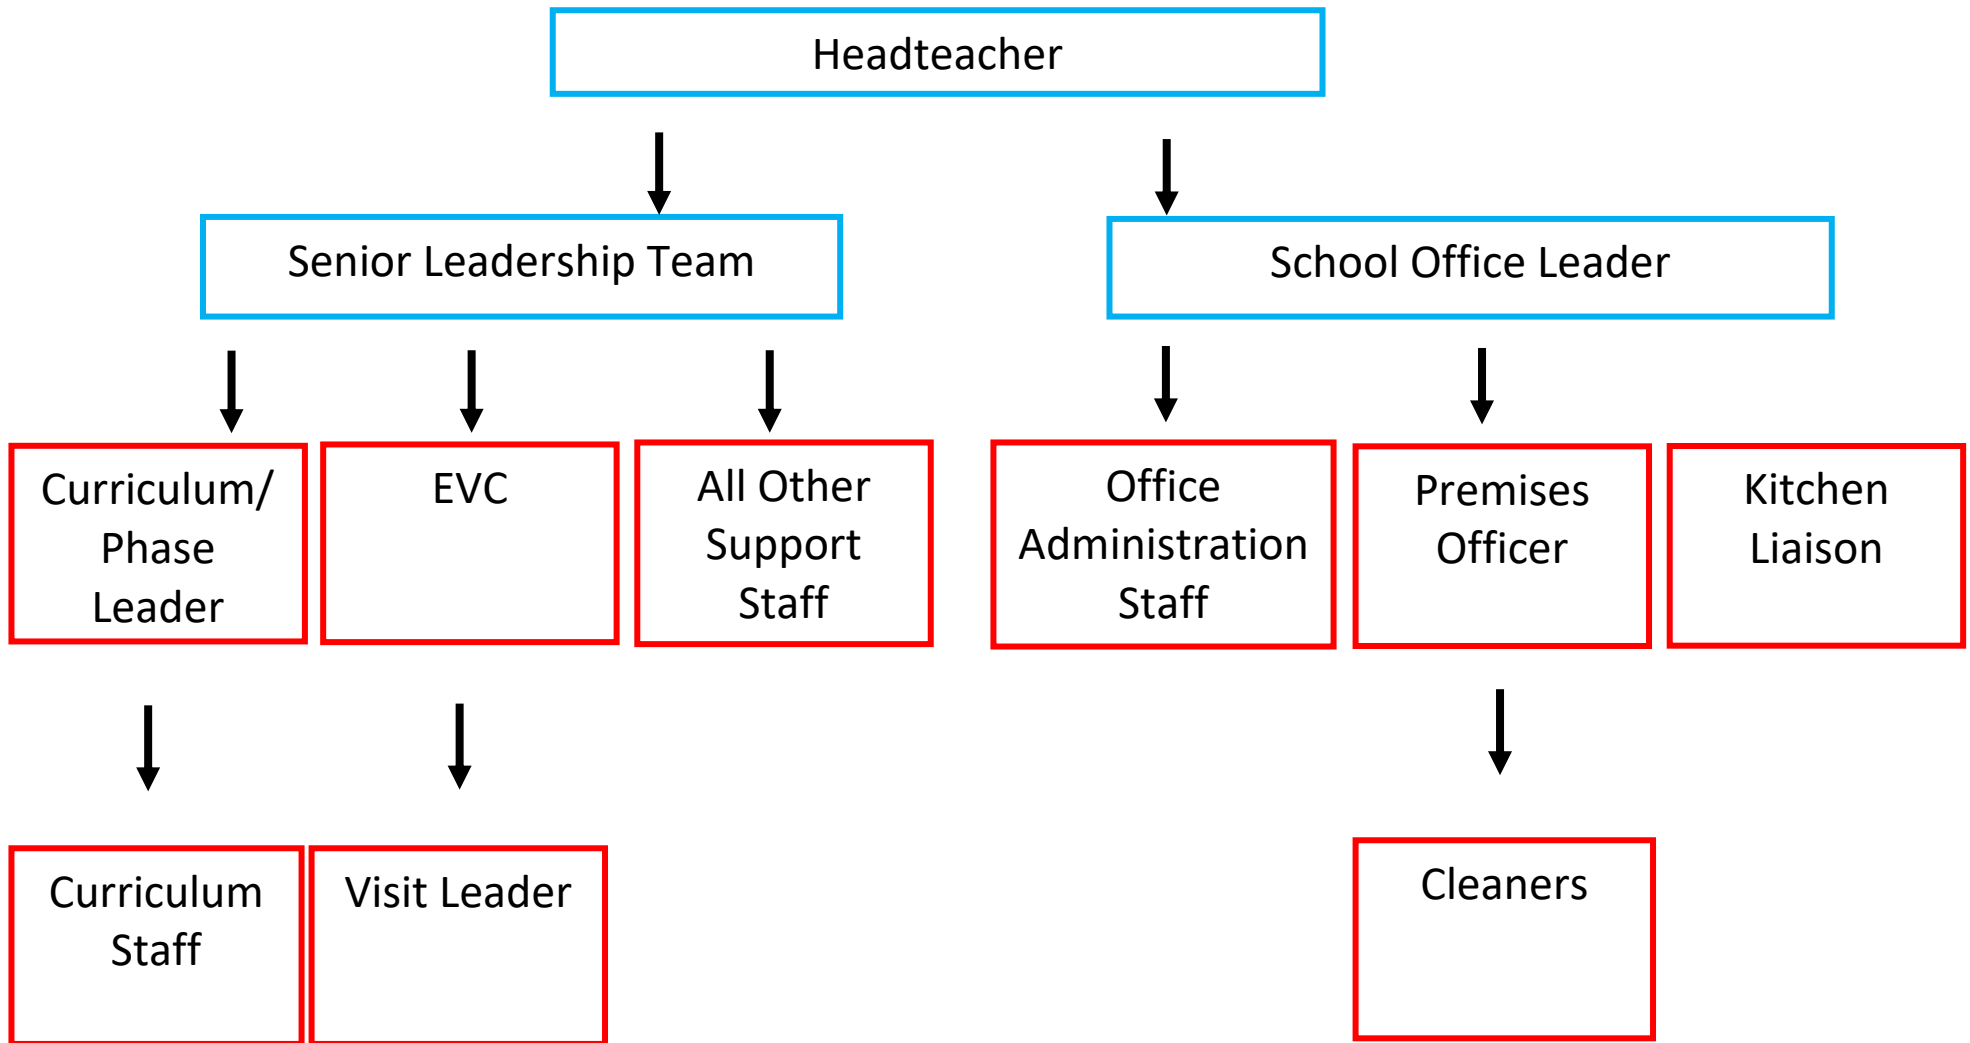 Headteacher
Senior Leadership Team
School Office Leader
Curriculum/
Phase
Leader
EVC
All Other
Support
Staff
Office
Administration
Staff
Premises
Officer
Kitchen
Liaison
Curriculum
Staff
Visit Leader
Cleaners